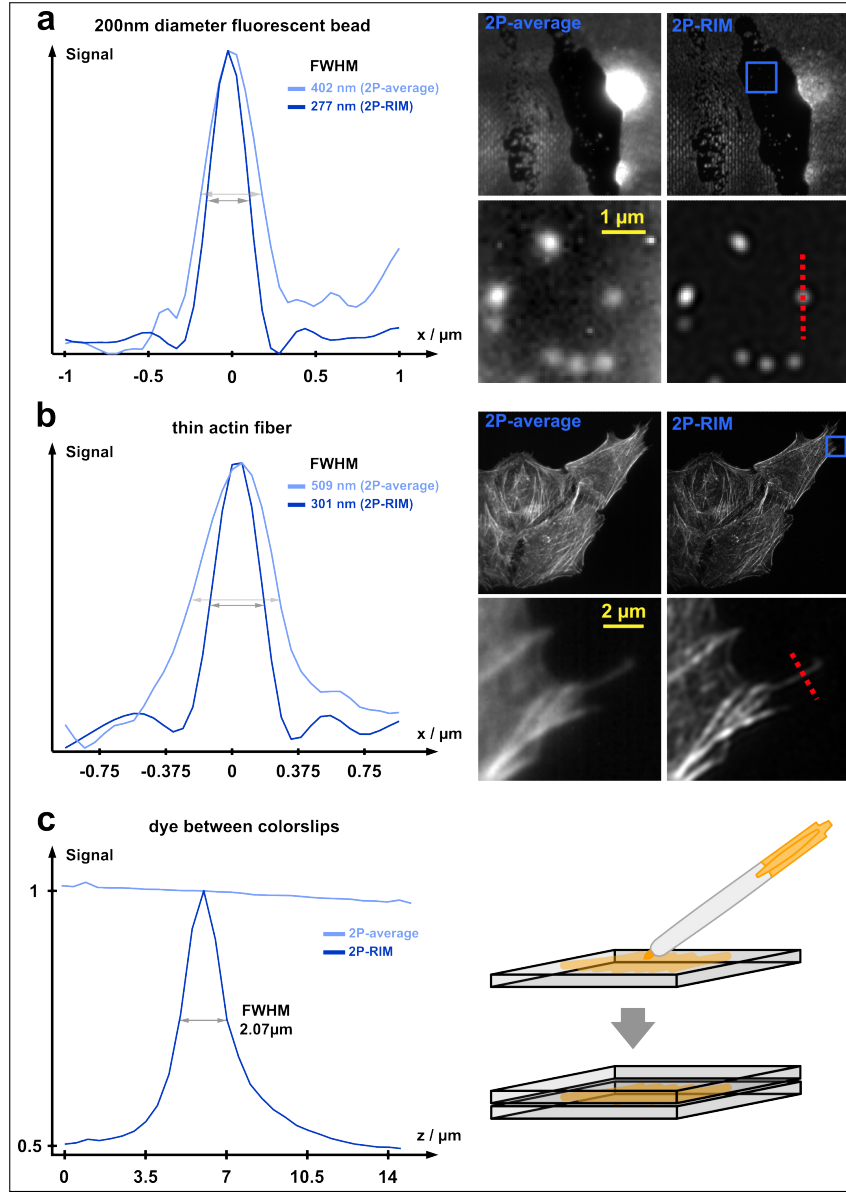 a
200nm diameter fluorescent bead
Signal
FWHM
402 nm (2P-average)
277 nm (2P-RIM)
x / µm
-1
-0.5
0
0.5
1
2P-average
2P-RIM
1 µm
b
thin actin fiber
Signal
FWHM
509 nm (2P-average)
301 nm (2P-RIM)
x / µm
-0.75
-0.375
0
0.375
0.75
2P-average
2P-RIM
2 µm
c
dye between colorslips
Signal
1
2P-average
2P-RIM
FWHM
2.07µm
0.5
z / µm
0
3.5
7
10.5
14